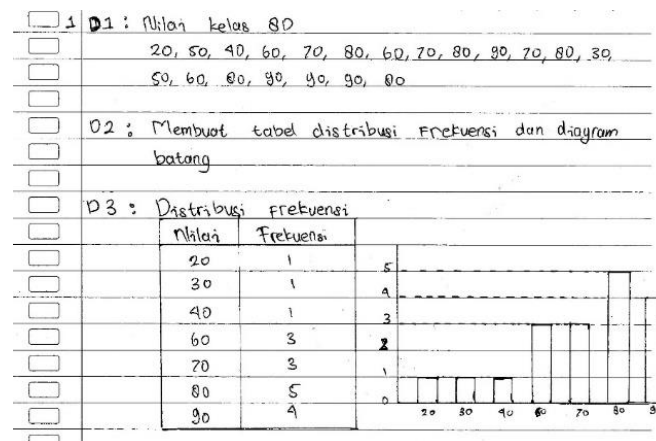 1 D1 : Nilai kelas 8D
20, 50, 40, 60, 70, 80, 60, 70, 80, 90, 70, 80, 30,
50, 60, 80, 90, 90, 90, 80
D2 : Membuat tabel distribusi Frekuensi dan diagram
batang
D3 : Distribusi Frekuensi
Nilai Frekuensi
20 1
30 1
40 1
60 3
70 3
80 5
90 4
5
4
3
2
1
0
20 30 40 60 70 80 9